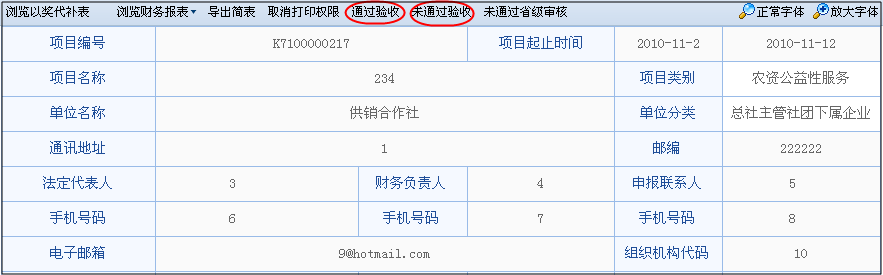 浏览以奖代补表 浏览财务报表 导出简表 取消打印权限 通过验收 未通过验收 未通过省级审核 正常字体 放大字体
项目编号 K7100000217 项目起止时间 2010-11-2 2010-11-12
项目名称 234 项目类别 农资公益性服务
单位名称 供销合作社 单位分类 总社主管社团下属企业
通讯地址 1 邮编 222222
法定代表人 3 财务负责人 4 申报联系人 5
手机号码 6 手机号码 7 手机号码 8
电子邮箱 9@hotmail.com 组织机构代码 10